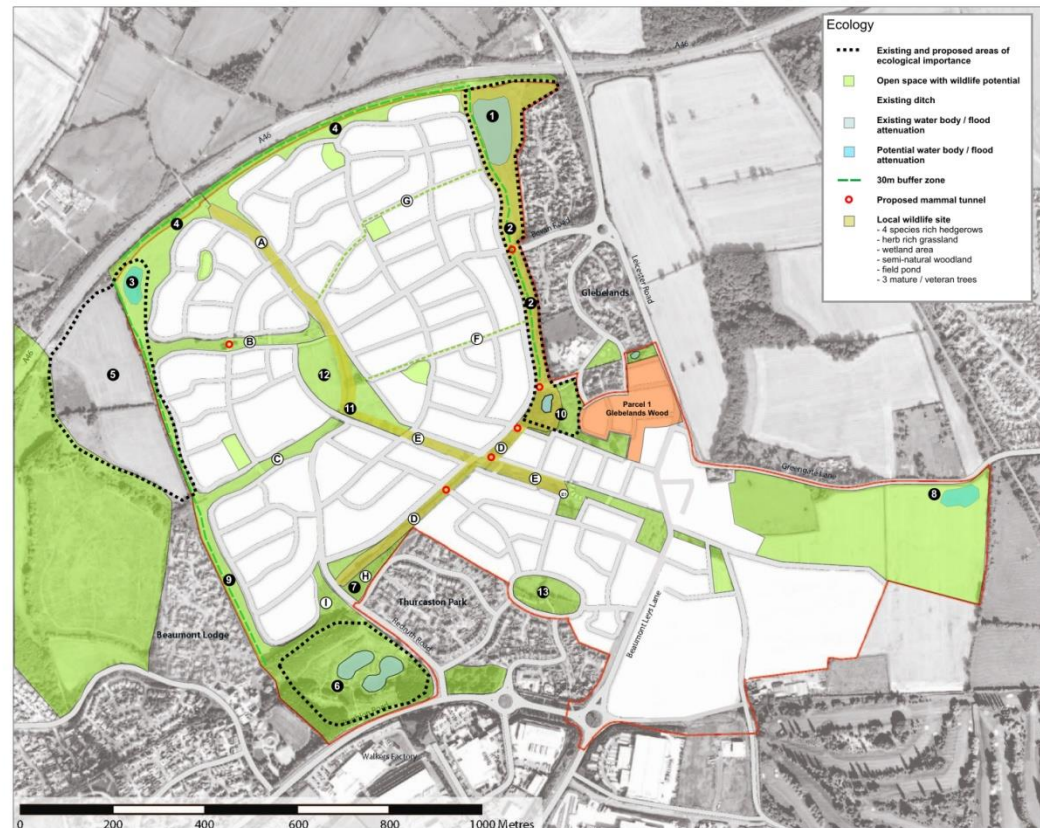 Ecology
Existing and proposed areas of
ecological importance
Open space with wildlife potential
Existing ditch
Existing water body / flood
attenuation
Potential water body / flood
attenuation
30m buffer zone
Proposed mammal tunnel
Local wildlife site
- 4 species rich hedgerows
- herb rich grassland
- wetland area
- semi-natural woodland
- field pond
- 3 mature / veteran trees
A46
A46
1
4
G
4
A
2
Leicester Road
3
2
Glebelands
B
F
A46
5
12
Parcel 1
Glebelands Wood
11
10
E
D
C
Greengate Lane
E
8
D
9
H
7
I
Thurcaston Park
13
Beaumont Leys Lane
Beaumont Lodge
Redruth Road
6
Walkers Factory
0 200 400 600 800 1000 Metres